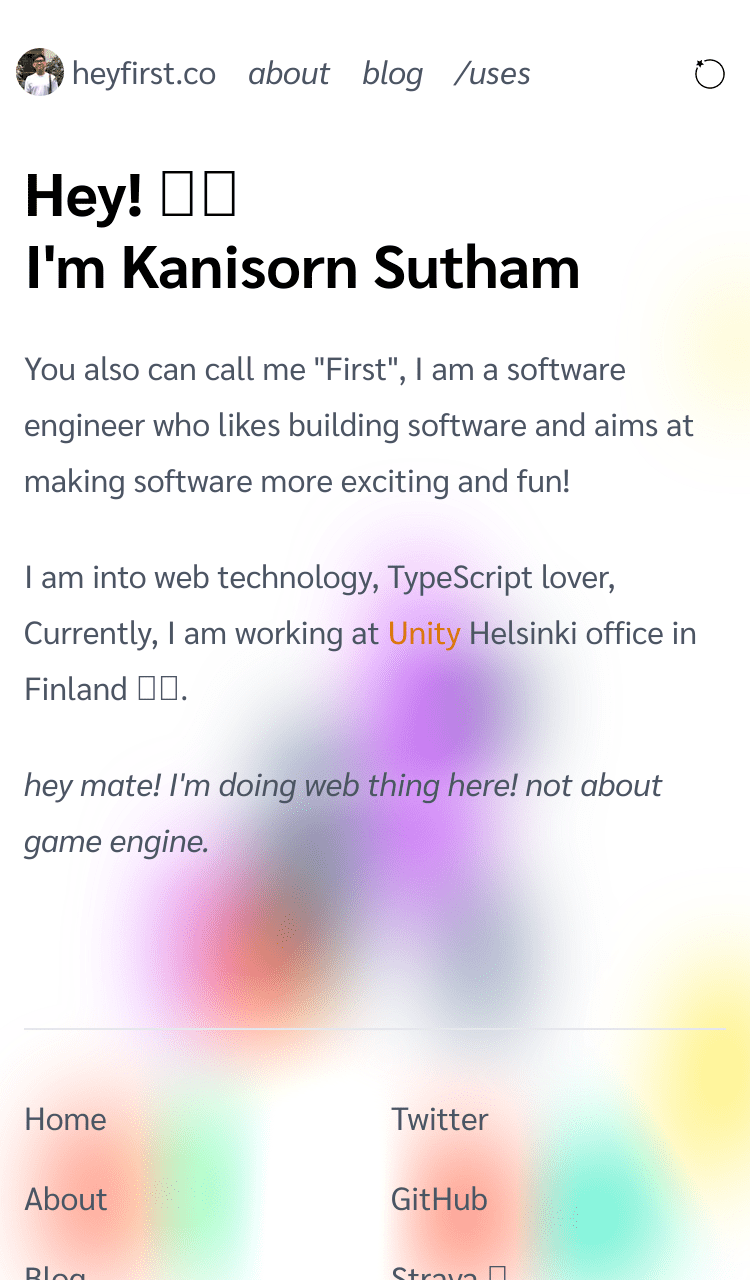 heyfirst.co about blog /uses
Hey!
I'm Kanisorn Sutham
You also can call me "First", I am a software
engineer who likes building software and aims at
making software more exciting and fun!
I am into web technology, TypeScript lover,
Currently, I am working at Unity Helsinki office in
Finland .
hey mate! I'm doing web thing here! not about
game engine.
Home Twitter
About GitHub
Blog Strava